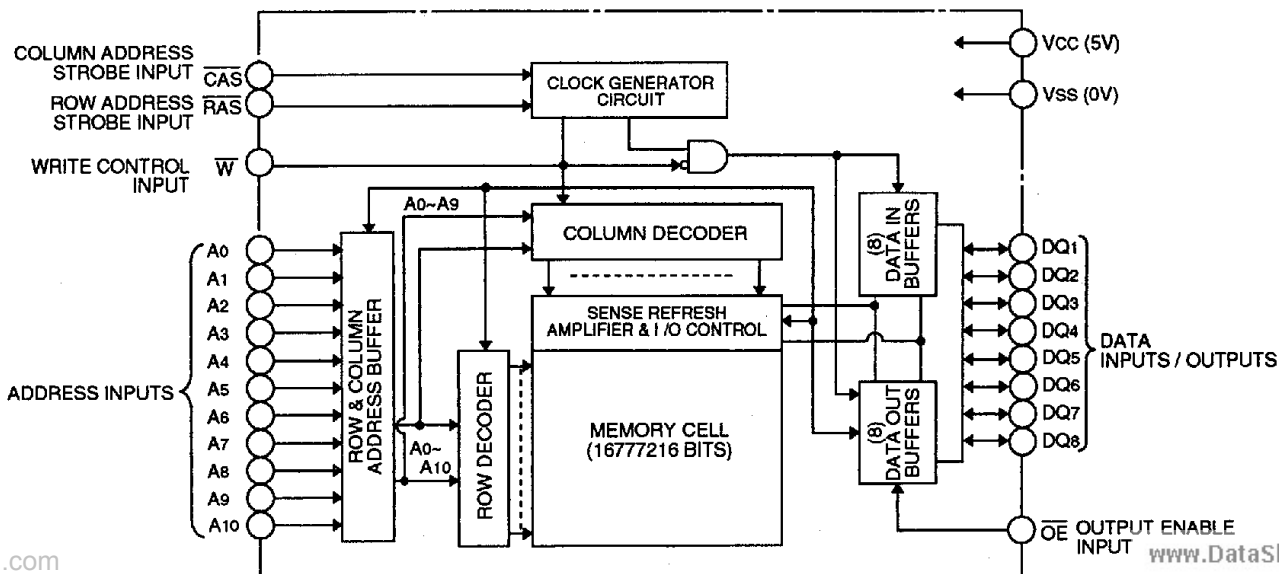 COLUMN ADDRESS
STROBE INPUT
CAS
ROW ADDRESS
STROBE INPUT
RAS
WRITE CONTROL
INPUT
W
CLOCK GENERATOR
CIRCUIT
VCC (5V)
VSS (0V)
A0~A9
COLUMN DECODER
SENSE REFRESH
AMPLIFIER & I /O CONTROL
MEMORY CELL
(16777216 BITS)
ADDRESS INPUTS
A0
A1
A2
A3
A4
A5
A6
A7
A8
A9
A10
ROW & COLUMN
ADDRESS BUFFER
A0~
A10
ROW DECODER
(8)
DATA IN
BUFFERS
(8)
DATA OUT
BUFFERS
DQ1
DQ2
DQ3
DQ4
DQ5
DQ6
DQ7
DQ8
DATA
INPUTS / OUTPUTS
OE
OUTPUT ENABLE
INPUT
.com
www.DataSh